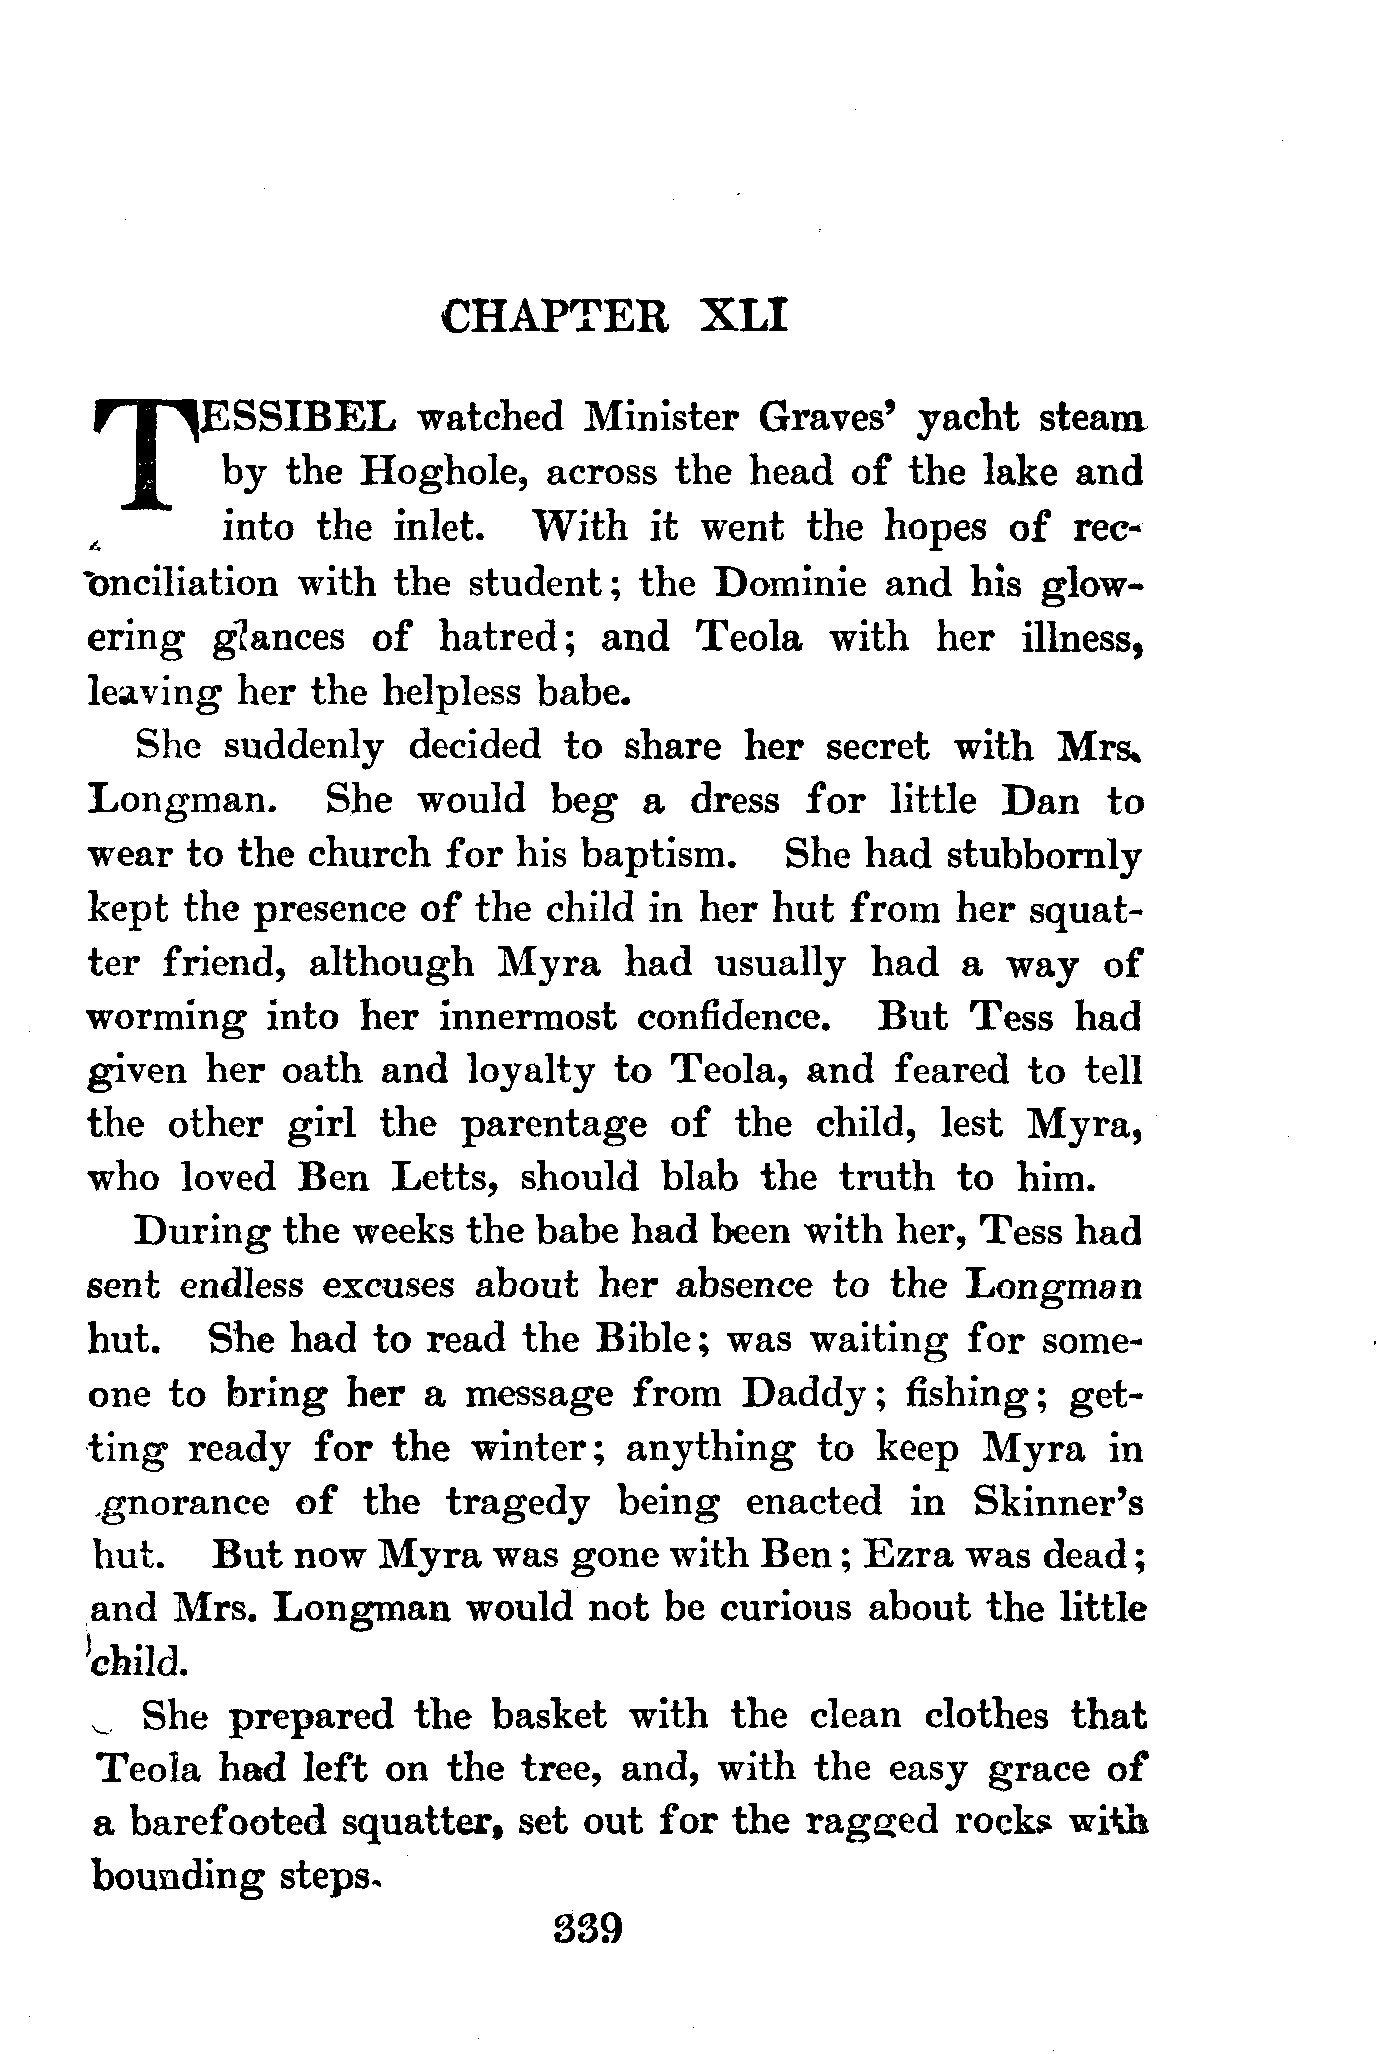 CHAPTER XLI
TESSIBEL watched Minister Graves' yacht steam
by the Hoghole, across the head of the lake and
into the inlet. With it went the hopes of rec-
onciliation with the student; the Dominie and his glow-
ering glances of hatred; and Teola with her illness,
leaving her the helpless babe.
She suddenly decided to share her secret with Mrs.
Longman. She would beg a dress for little Dan to
wear to the church for his baptism. She had stubbornly
kept the presence of the child in her hut from her squat-
ter friend, although Myra had usually had a way of
worming into her innermost confidence. But Tess had
given her oath and loyalty to Teola, and feared to tell
the other girl the parentage of the child, lest Myra,
who loved Ben Letts, should blab the truth to him.
During the weeks the babe had been with her, Tess had
sent endless excuses about her absence to the Longman
hut. She had to read the Bible; was waiting for some-
one to bring her a message from Daddy; fishing; get-
ting ready for the winter; anything to keep Myra in
gnorance of the tragedy being enacted in Skinner's
hut. But now Myra was gone with Ben; Ezra was dead;
and Mrs. Longman would not be curious about the little
child.
She prepared the basket with the clean clothes that
Teola had left on the tree, and, with the easy grace of
a barefooted squatter, set out for the ragged rocks with
bounding steps.
339